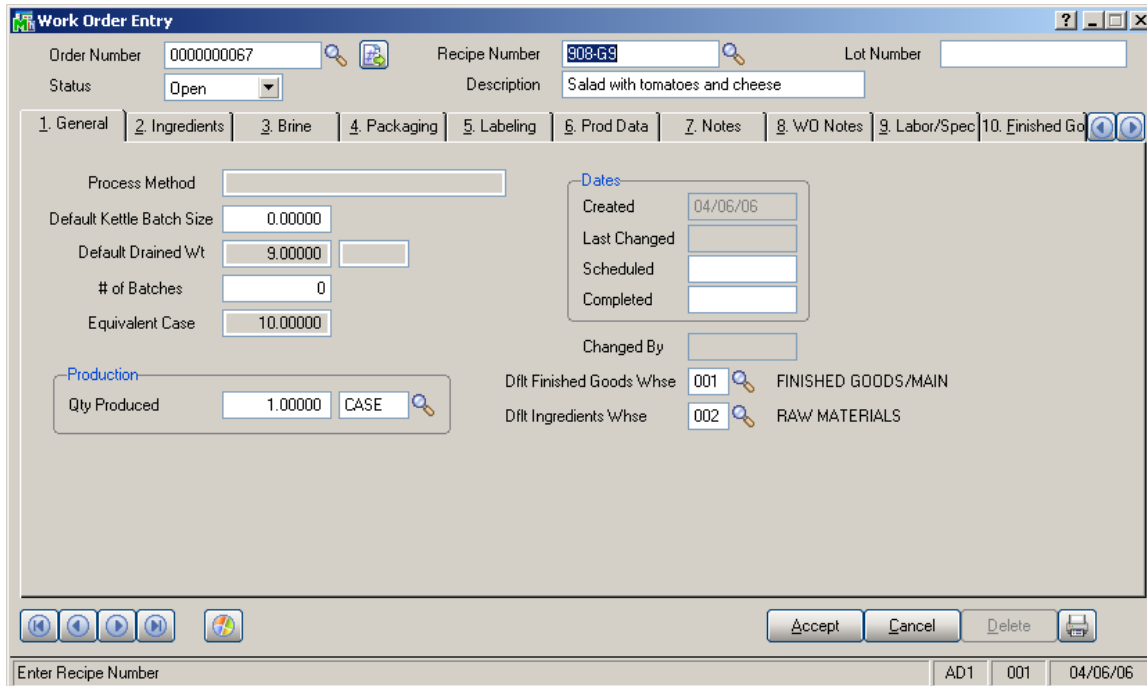 Work Order Entry
Order Number 0000000067 Recipe Number 908-G9 Lot Number
Status Open Description Salad with tomatoes and cheese
1. General 2. Ingredients 3. Brine 4. Packaging 5. Labeling 6. Prod Data 7. Notes 8. WO Notes 9. Labor/Spec 10. Finished Go
Process Method
Default Kettle Batch Size 0.00000
Default Drained Wt 9.00000
# of Batches 0
Equivalent Case 10.00000
Production
Qty Produced 1.00000 CASE
Dates
Created 04/06/06
Last Changed
Scheduled
Completed
Changed By
Dflt Finished Goods Whse 001 FINISHED GOODS/MAIN
Dflt Ingredients Whse 002 RAW MATERIALS
Accept Cancel Delete
Enter Recipe Number AD1 001 04/06/06